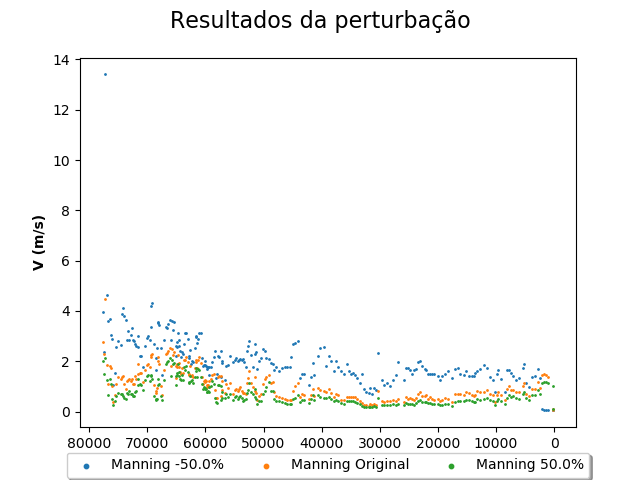 Resultados da perturbação
14
12
10
8
6
4
2
0
V (m/s)
80000 70000 60000 50000 40000 30000 20000 10000 0
Manning -50.0% Manning Original Manning 50.0%